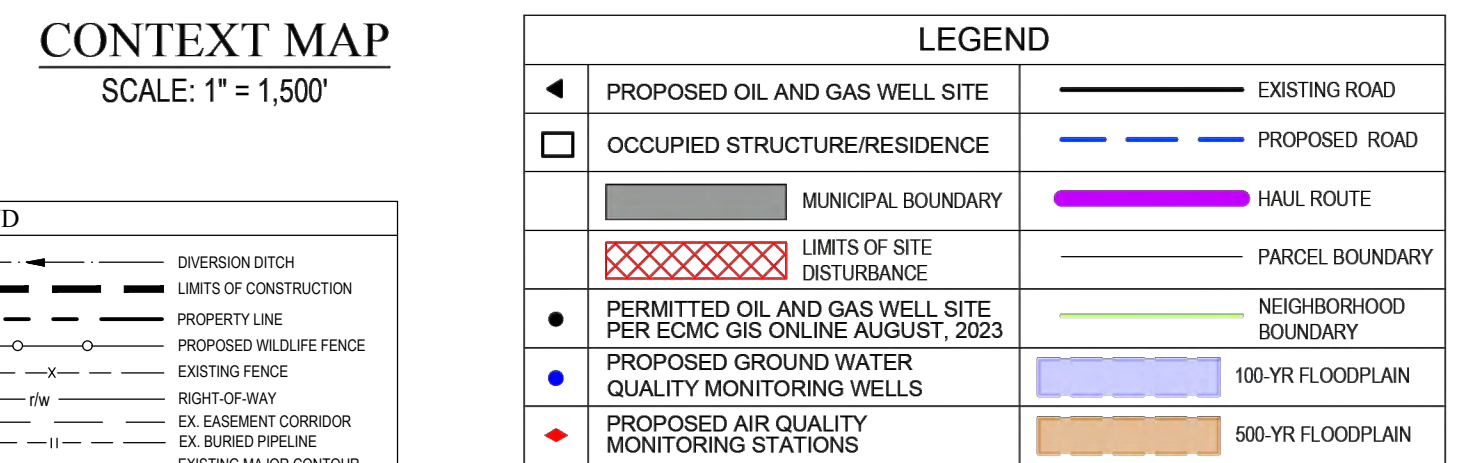 CONTEXT MAP
SCALE: 1" = 1,500'
DIVERSION DITCH
LIMITS OF CONSTRUCTION
PROPERTY LINE
PROPOSED WILDLIFE FENCE
X
EXISTING FENCE
r/w
RIGHT-OF-WAY
EX. EASEMENT CORRIDOR
EX. BURIED PIPELINE
EXISTING MAJOR CONTOUR
LEGEND
PROPOSED OIL AND GAS WELL SITE
EXISTING ROAD
OCCUPIED STRUCTURE/RESIDENCE
PROPOSED ROAD
MUNICIPAL BOUNDARY
HAUL ROUTE
LIMITS OF SITE
DISTURBANCE
PARCEL BOUNDARY
PERMITTED OIL AND GAS WELL SITE
PER ECMC GIS ONLINE AUGUST, 2023
NEIGHBORHOOD
BOUNDARY
PROPOSED GROUND WATER
QUALITY MONITORING WELLS
100-YR FLOODPLAIN
PROPOSED AIR QUALITY
MONITORING STATIONS
500-YR FLOODPLAIN